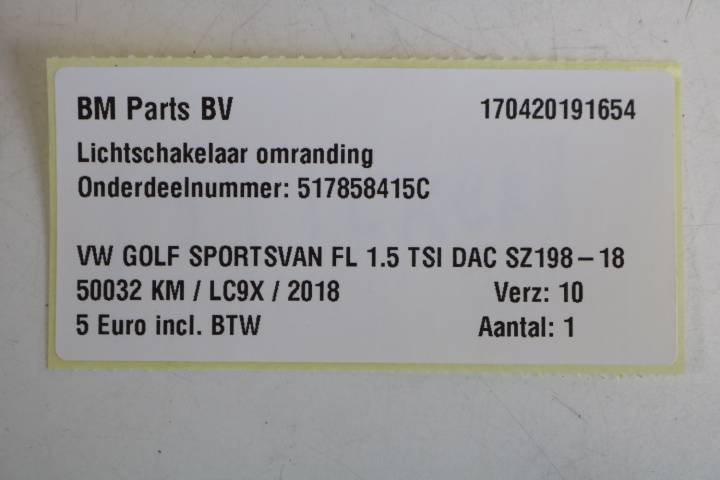 BM Parts BV 170420191654
Lichtschakelaar omranding
Onderdeelnummer: 517858415C
VW GOLF SPORTSVAN FL 1.5 TSI DAC SZ198-18
50032 KM / LC9X / 2018 Verz: 10
5 Euro incl. BTW Aantal: 1